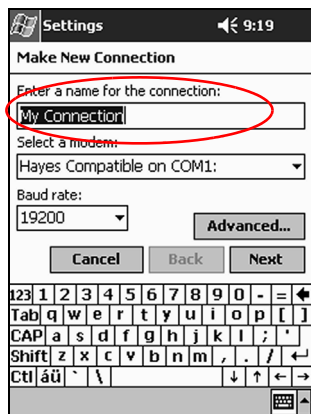 Settings 9:19
Make New Connection
Enter a name for the connection:
My Connection
Select a modem:
Hayes Compatible on COM1:
Baud rate:
19200
Advanced...
Cancel Back Next
123 1 2 3 4 5 6 7 8 9 0 - =
Tab q w e r t y u i o p [ ]
CAP a s d f g h j k l ; '
Shift z x c v b n m , . /
Ctl áü ` \